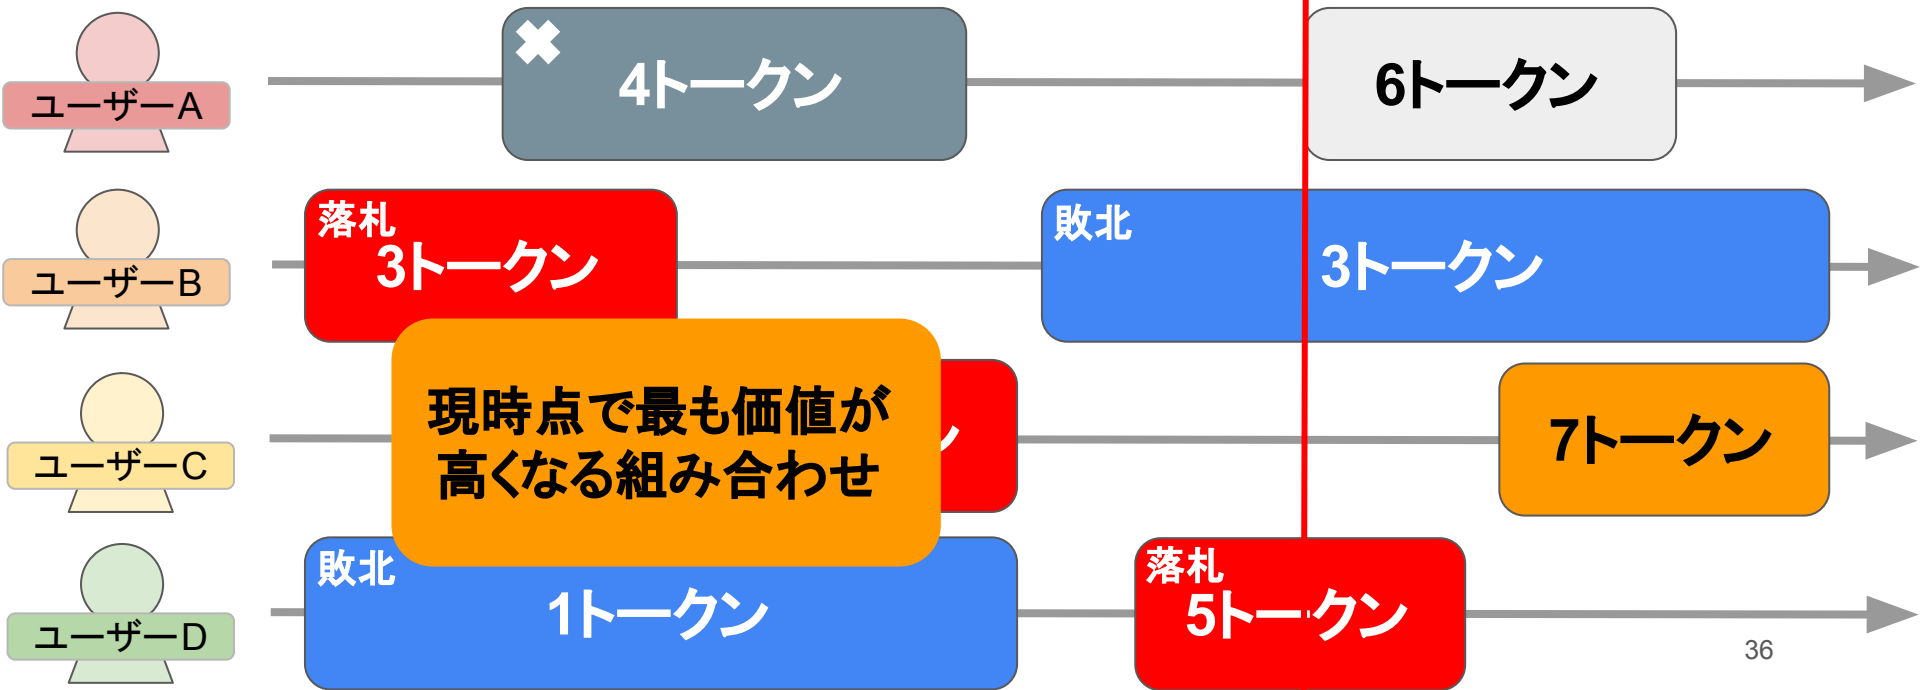 ユーザーA
4トークン
6トークン
ユーザーB
落札
3トークン
敗北
3トークン
ユーザーC
現時点で最も価値が
高くなる組み合わせ
7トークン
ユーザーD
敗北
1トークン
落札
5トークン
36